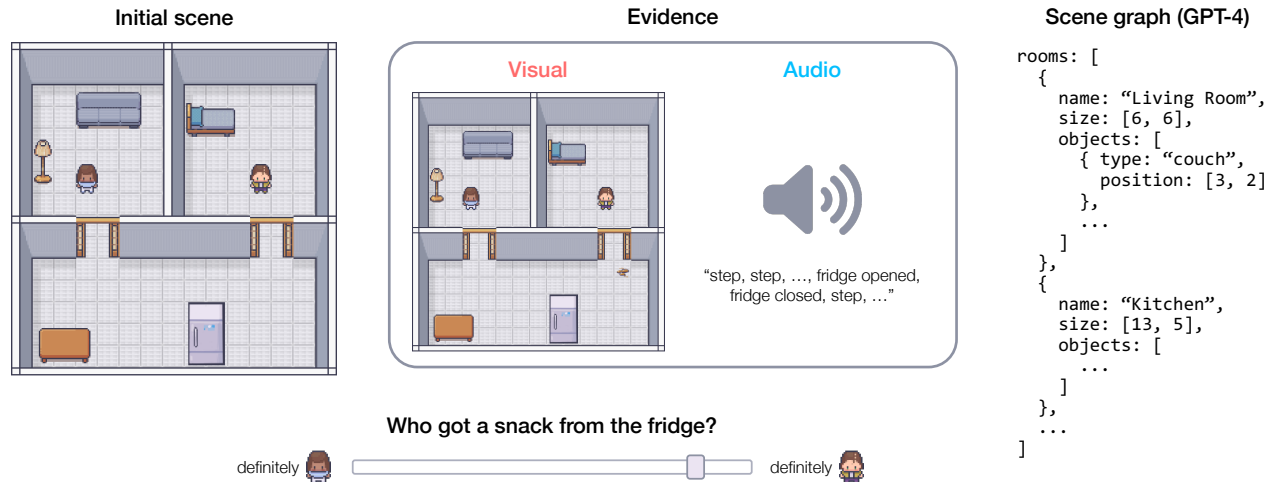 Initial scene
Evidence
Scene graph (GPT-4)
Visual
Audio
“step, step, …, fridge opened,
fridge closed, step, …”
rooms: [
  {
    name: “Living Room”,
    size: [6, 6],
    objects: [
      { type: “couch”,
        position: [3, 2]
      },
      ...
    ]
  },
  {
    name: “Kitchen”,
    size: [13, 5],
    objects: [
      ...
    ]
  },
  ...
]
Who got a snack from the fridge?
definitely
definitely